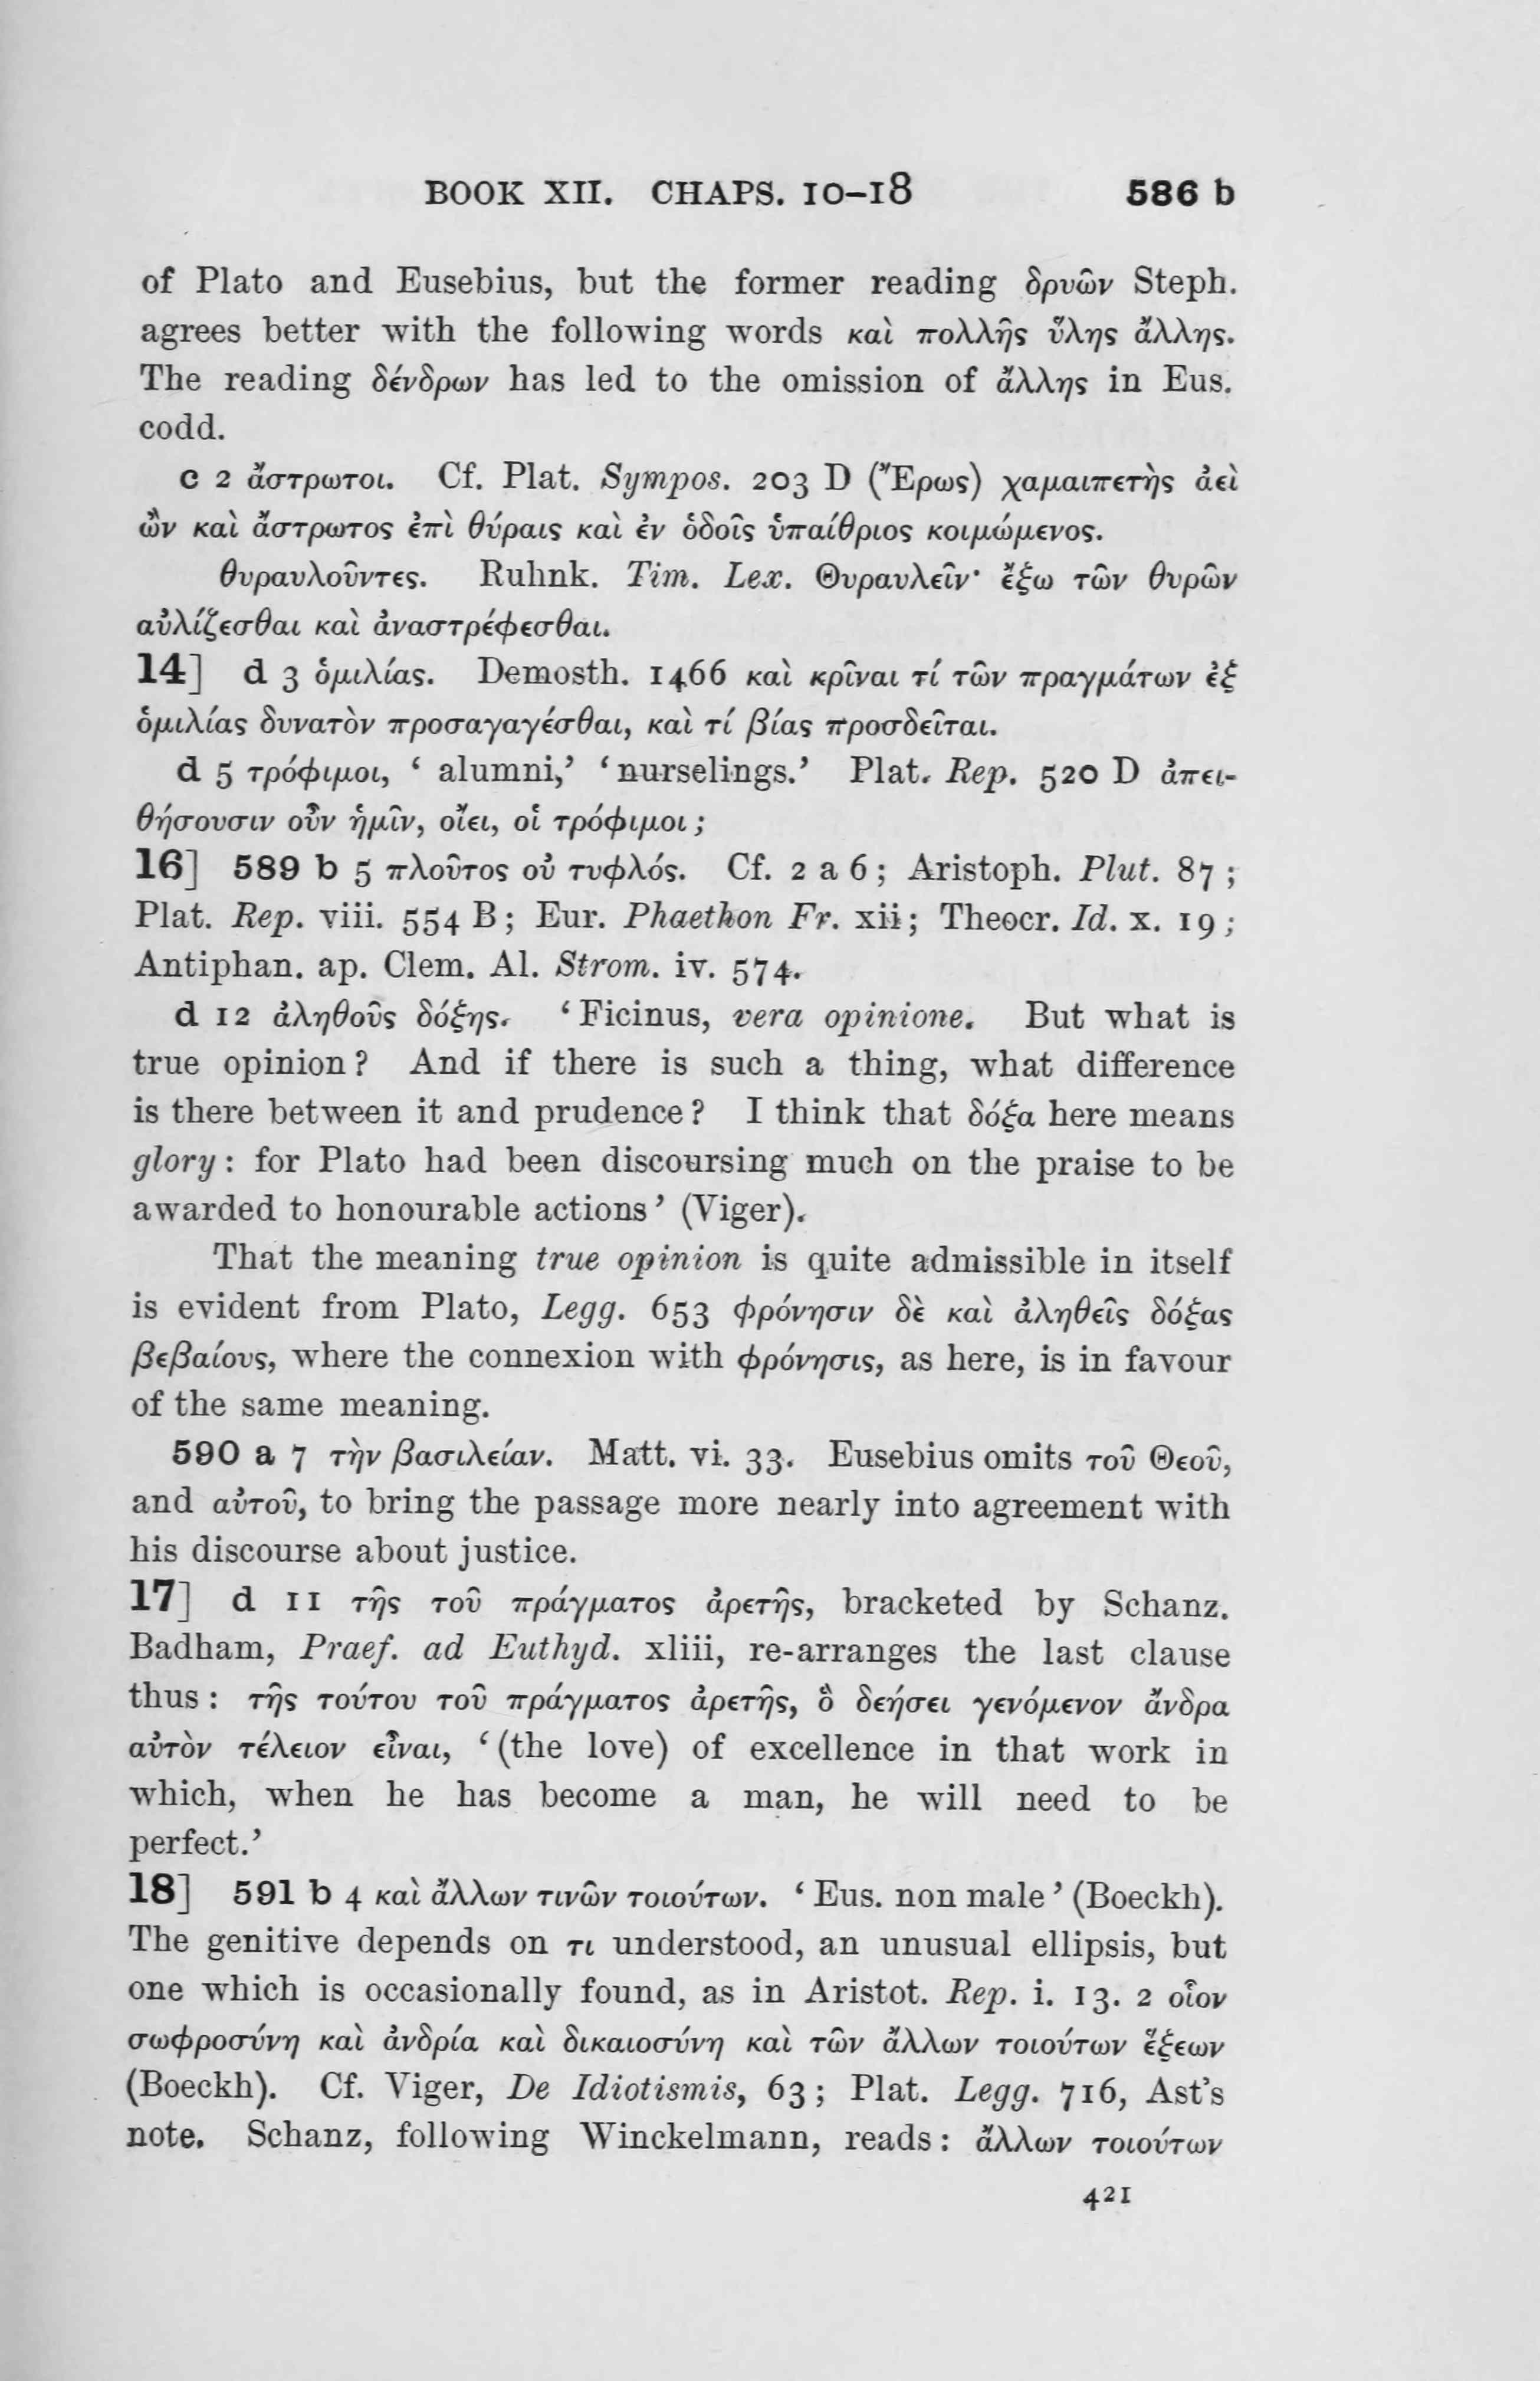 BOOK XII. CHAPS. 10–18 586 b
of Plato and Eusebius, but the former reading δρυῶν Steph.
agrees better with the following words καὶ πολλῆς ὕλης ἄλλης.
The reading δένδρων has led to the omission of ἄλλης in Eus.
codd.
c 2 ἄστρωτοι. Cf. Plat. Sympos. 203 D (Ἔρως) χαμαιπετὴς ἀεὶ
ὢν καὶ ἄστρωτος ἐπὶ θύραις καὶ ἐν ὁδοῖς ὑπαίθριος κοιμώμενος.
θυραυλοῦντες. Ruhnk. Tim. Lex. Θυραυλεῖν· ἔξω τῶν θυρῶν
αὐλίζεσθαι καὶ ἀναστρέφεσθαι.
14] d 3 ὁμιλίας. Demosth. 1466 καὶ κρῖναι τί τῶν πραγμάτων ἐξ
ὁμιλίας δυνατὸν προσαγαγέσθαι, καὶ τί βίας προσδεῖται.
d 5 τρόφιμοι, ‘ alumni,’ ‘nurselings.’ Plat. Rep. 520 D ἀπει-
θήσουσιν οὖν ἡμῖν, οἴει, οἱ τρόφιμοι ;
16] 589 b 5 πλοῦτος οὐ τυφλός. Cf. 2 a 6 ; Aristoph. Plut. 87 ;
Plat. Rep. viii. 554 B ; Eur. Phaethon Fr. xii ; Theocr. Id. x. 19 ;
Antiphan. ap. Clem. Al. Strom. iv. 574.
d 12 ἀληθοῦς δόξης. ‘Ficinus, vera opinione. But what is
true opinion ? And if there is such a thing, what difference
is there between it and prudence ? I think that δόξα here means
glory : for Plato had been discoursing much on the praise to be
awarded to honourable actions’ (Viger).
That the meaning true opinion is quite admissible in itself
is evident from Plato, Legg. 653 φρόνησιν δὲ καὶ ἀληθεῖς δόξας
βεβαίους, where the connexion with φρόνησις, as here, is in favour
of the same meaning.
590 a 7 τὴν βασιλείαν. Matt. vi. 33. Eusebius omits τοῦ Θεοῦ,
and αὐτοῦ, to bring the passage more nearly into agreement with
his discourse about justice.
17] d 11 τῆς τοῦ πράγματος ἀρετῆς, bracketed by Schanz.
Badham, Praef. ad Euthyd. xliii, re-arranges the last clause
thus : τῆς τούτου τοῦ πράγματος ἀρετῆς, ὃ δεήσει γενόμενον ἄνδρα
αὐτὸν τέλειον εἶναι, ‘(the love) of excellence in that work in
which, when he has become a man, he will need to be
perfect.’
18] 591 b 4 καὶ ἄλλων τινῶν τοιούτων. ‘ Eus. non male ’ (Boeckh).
The genitive depends on τι understood, an unusual ellipsis, but
one which is occasionally found, as in Aristot. Rep. i. 13. 2 οἷον
σωφροσύνη καὶ ἀνδρία καὶ δικαιοσύνη καὶ τῶν ἄλλων τοιούτων ἕξεων
(Boeckh). Cf. Viger, De Idiotismis, 63 ; Plat. Legg. 716, Ast’s
note. Schanz, following Winckelmann, reads : ἄλλων τοιούτων
421